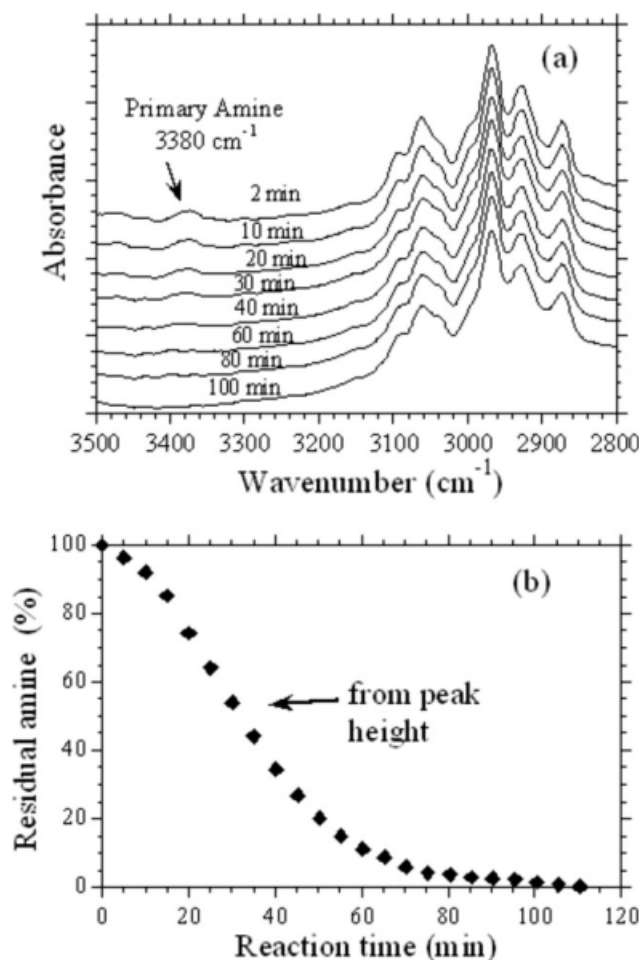 (a)
Primary Amine
3380 cm⁻¹
Absorbance
2 min
10 min
20 min
30 min
40 min
60 min
80 min
100 min
3500 3400 3300 3200 3100 3000 2900 2800
Wavenumber (cm⁻¹)
(b)
100
80
60
40
20
0
Residual amine (%)
from peak
height
0 20 40 60 80 100 120
Reaction time (min)